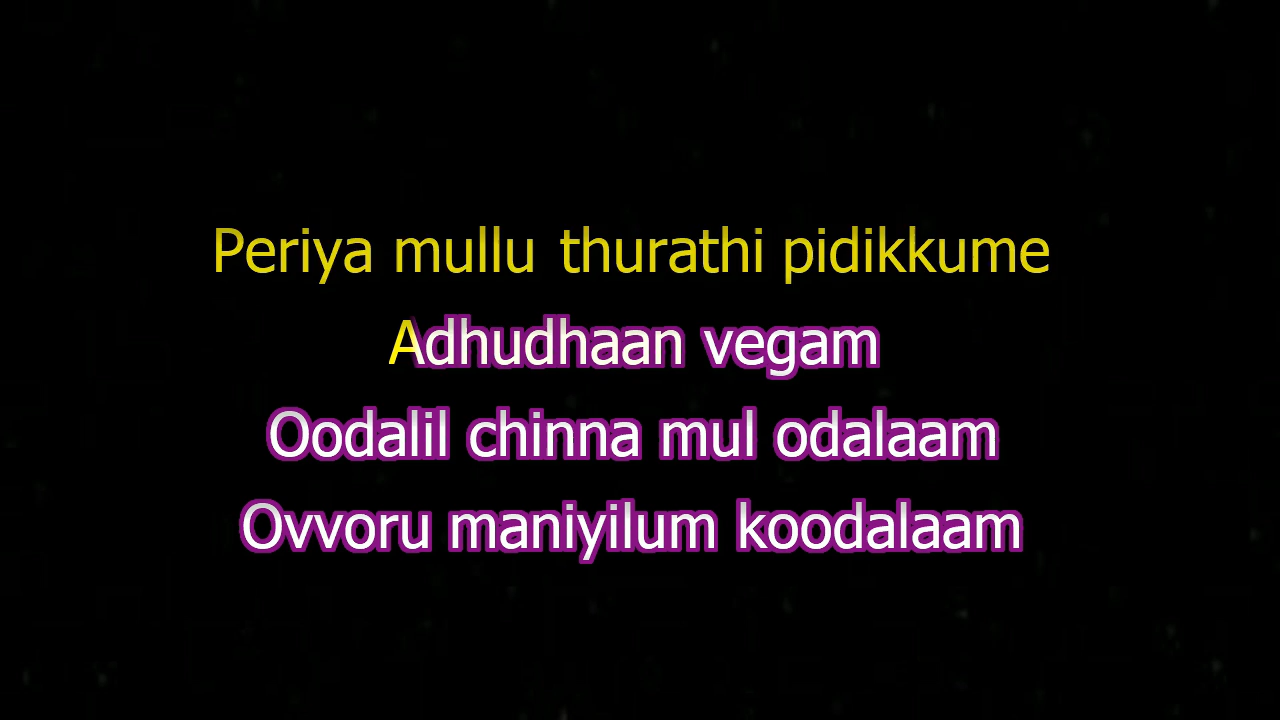 Periya mullu thurathi pidikkume
Adhudhaan vegam
Oodalil chinna mul odalaam
Ovvoru maniyilum koodalaam